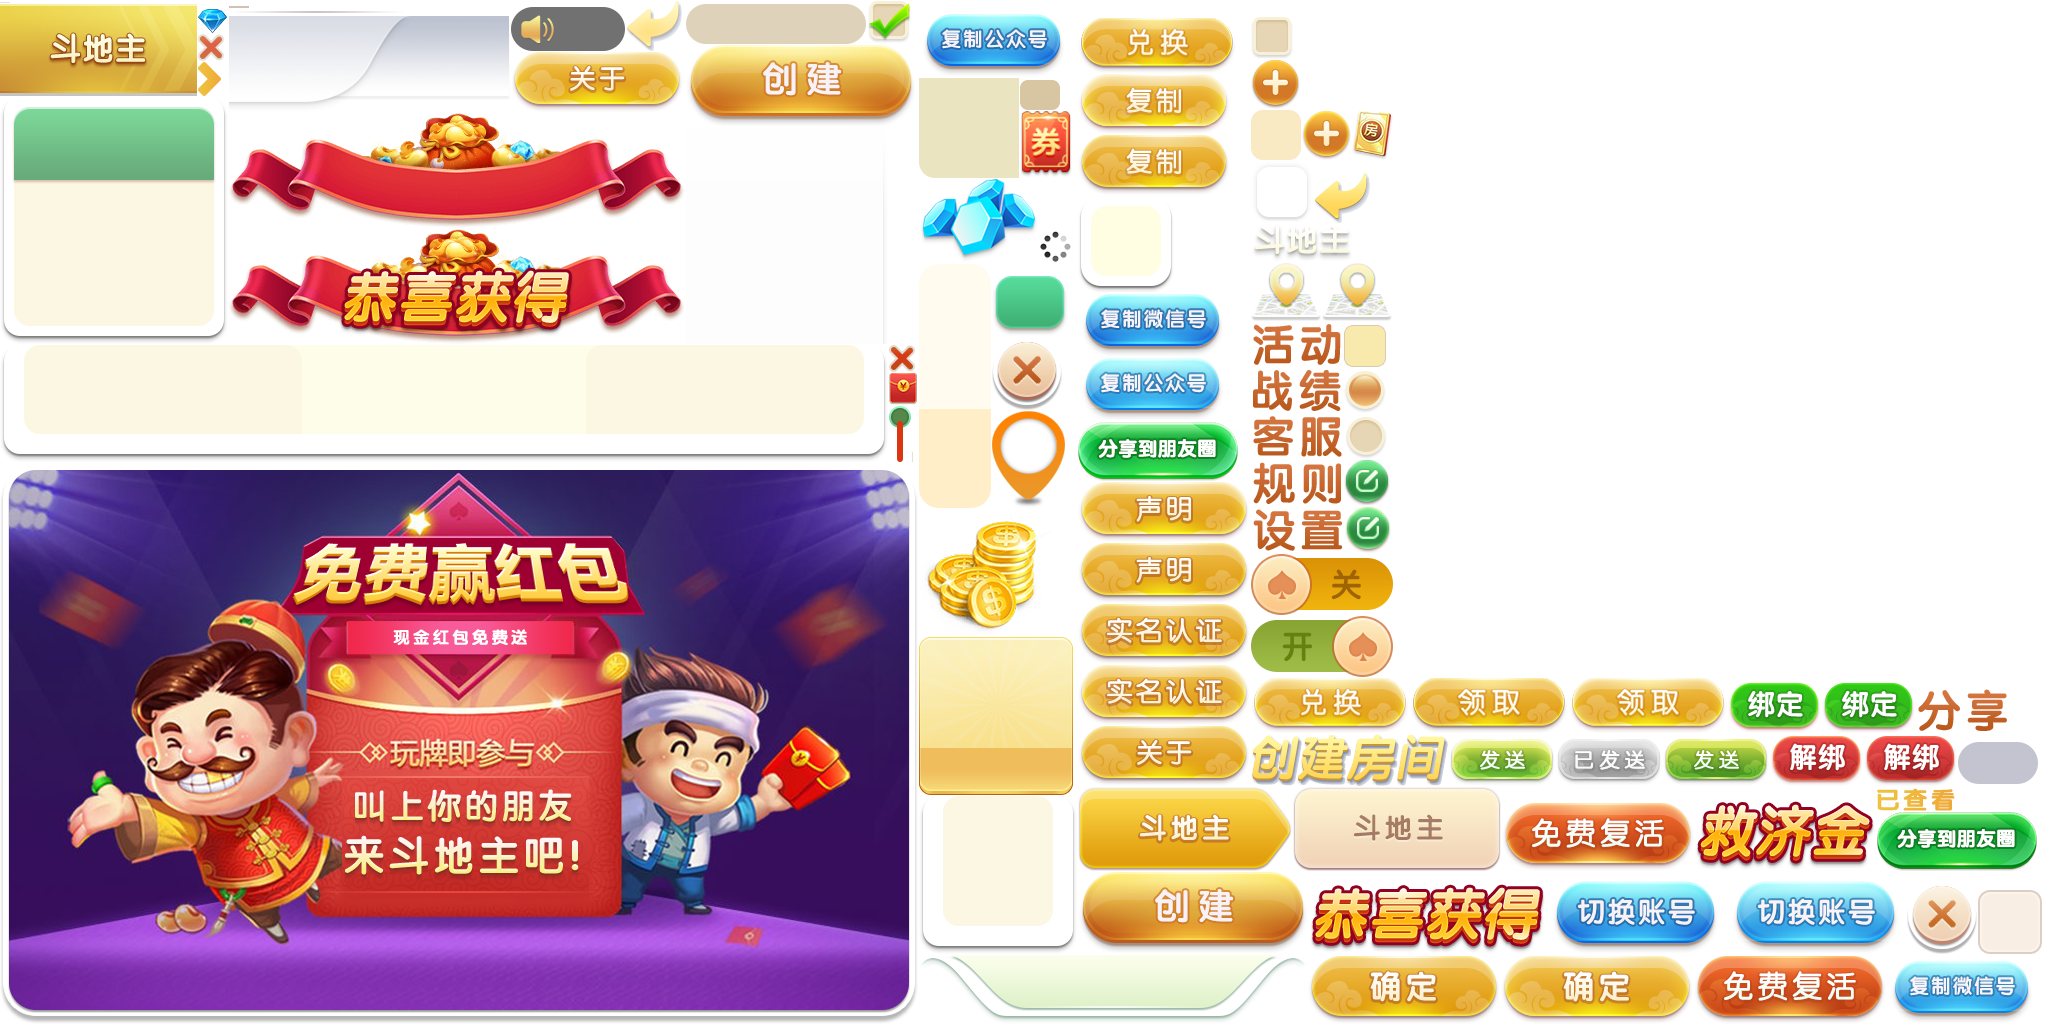 斗地主
关于
创建
恭喜获得
免费赢红包
现金红包免费送
玩牌即参与
叫上你的朋友
来斗地主吧!
复制公众号
券
兑换
复制
复制
复制微信号
复制公众号
分享到朋友圈
声明
声明
实名认证
实名认证
关于
斗地主
创建
房
斗地主
活动
战绩
客服
规则
设置
关
开
兑换
领取
领取
绑定
绑定
分享
创建房间
发送
已发送
发送
解绑
解绑
斗地主
免费复活
救济金
已查看
分享到朋友圈
恭喜获得
切换账号
切换账号
确定
确定
免费复活
复制微信号